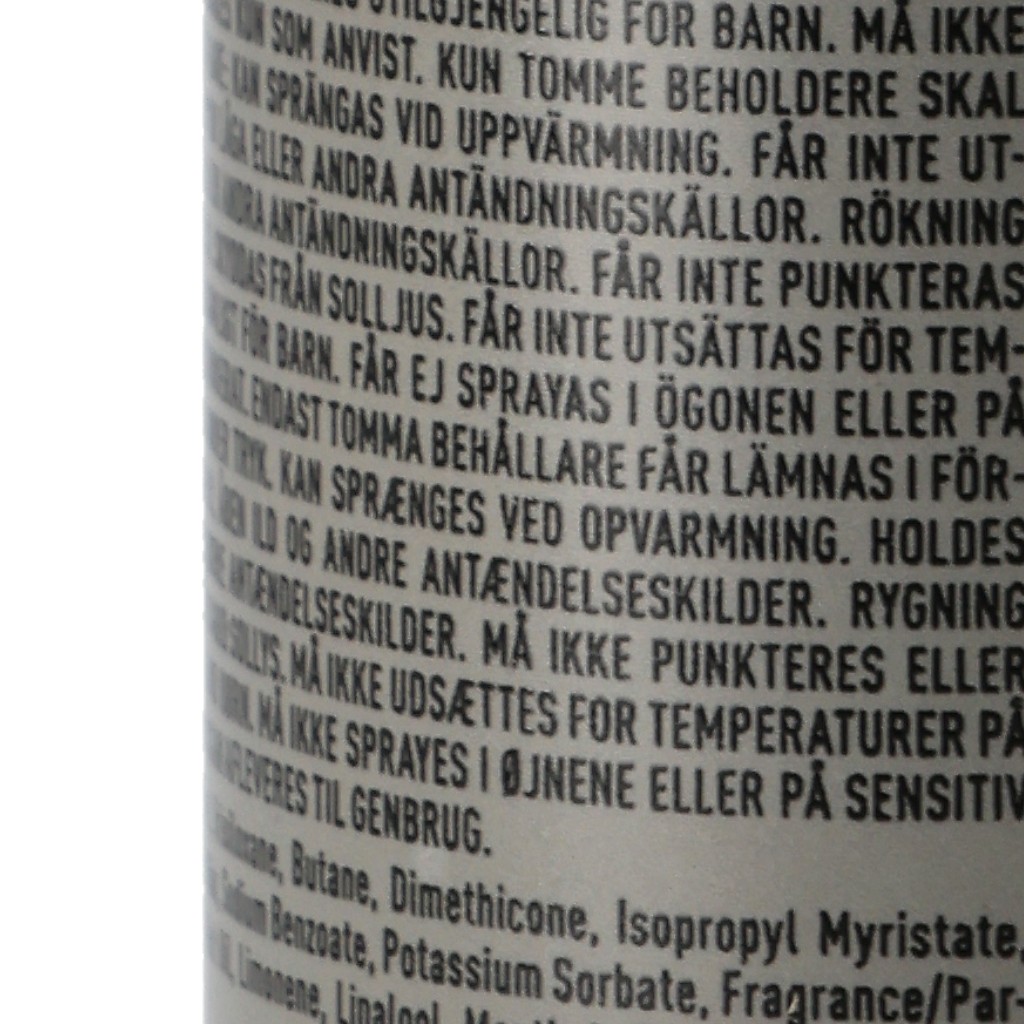 UTILGJENGELIG FOR BARN. MÅ IKKE
KUN SOM ANVIST. KUN TOMME BEHOLDERE SKAL
KAN SPRÄNGAS VID UPPVÄRMNING. FÅR INTE UT-
LÅGA ELLER ANDRA ANTÄNDNINGSKÄLLOR. RÖKNING
ANDRA ANTÄNDNINGSKÄLLOR. FÅR INTE PUNKTERAS
FRÅN SOLLJUS. FÅR INTE UTSÄTTAS FÖR TEM-
FÖR BARN. FÅR EJ SPRAYAS I ÖGONEN ELLER PÅ
ENDAST TOMMA BEHÅLLARE FÅR LÄMNAS I FÖR-
TRYK. KAN SPRÆNGES VED OPVARMNING. HOLDES
ILD OG ANDRE ANTÆNDELSESKILDER. RYGNING
ANTÆNDELSESKILDER. MÅ IKKE PUNKTERES ELLER
SOLLYS. MÅ IKKE UDSÆTTES FOR TEMPERATURER PÅ
MÅ IKKE SPRAYES I ØJNENE ELLER PÅ SENSITIV
AFLEVERES TIL GENBRUG.
Butane, Dimethicone, Isopropyl Myristate,
Sodium Benzoate, Potassium Sorbate, Fragrance/Par-
Limonene, Linalool,